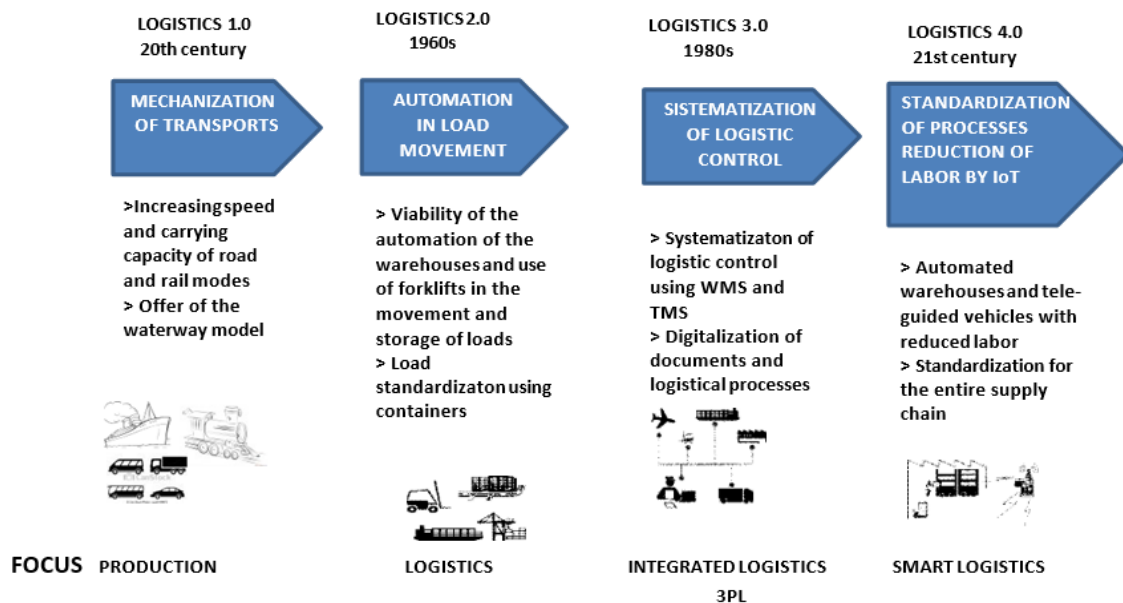 LOGISTICS 1.0
20th century
MECHANIZATION
OF TRANSPORTS
>Increasing speed
and carrying
capacity of road
and rail modes
> Offer of the
waterway model
LOGISTICS 2.0
1960s
AUTOMATION
IN LOAD
MOVEMENT
> Viability of the
automation of the
warehouses and use
of forklifts in the
movement and
storage of loads
> Load
standardizaton using
containers
LOGISTICS 3.0
1980s
SISTEMATIZATION
OF LOGISTIC
CONTROL
> Systematizaton of
logistic control
using WMS and
TMS
> Digitalization of
documents and
logistical processes
LOGISTICS 4.0
21st century
STANDARDIZATION
OF PROCESSES
REDUCTION OF
LABOR BY IoT
> Automated
warehouses and tele-
guided vehicles with
reduced labor
> Standardization for
the entire supply
chain
FOCUS PRODUCTION
LOGISTICS
INTEGRATED LOGISTICS
3PL
SMART LOGISTICS